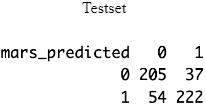 Testset
mars_predicted 0 1
0 205 37
1 54 222